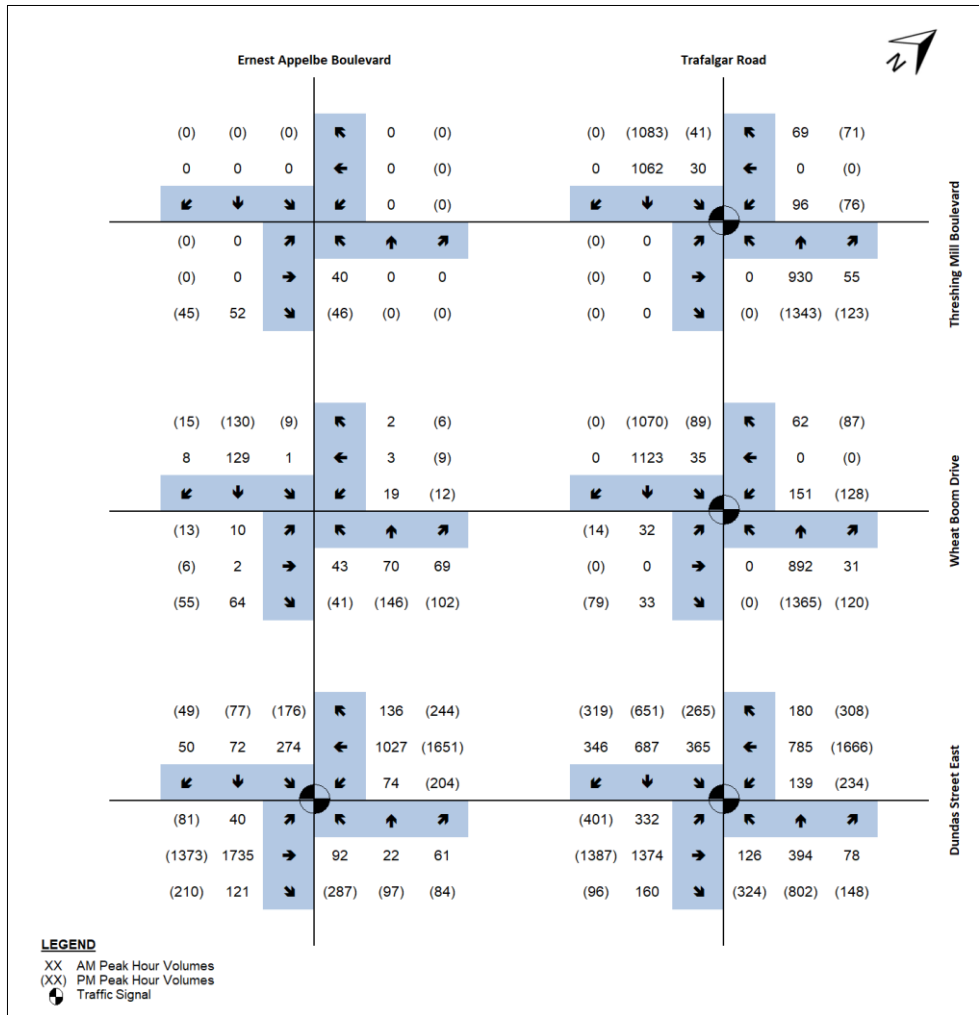 Ernest Appelbe Boulevard Trafalgar Road
N
(0) (0) (0) 0 (0) (0) (1083) (41) 69 (71)
0 0 0 0 (0) 0 1062 30 0 (0)
0 (0) 96 (76)
Threshing Mill Boulevard
(0) 0 (0) 0
(0) 0 40 0 0 (0) 0 0 930 55
(45) 52 (46) (0) (0) (0) 0 (0) (1343) (123)
(15) (130) (9) 2 (6) (0) (1070) (89) 62 (87)
8 129 1 3 (9) 0 1123 35 0 (0)
19 (12) 151 (128)
Wheat Boom Drive
(13) 10 (14) 32
(6) 2 43 70 69 (0) 0 0 892 31
(55) 64 (41) (146) (102) (79) 33 (0) (1365) (120)
(49) (77) (176) 136 (244) (319) (651) (265) 180 (308)
50 72 274 1027 (1651) 346 687 365 785 (1666)
74 (204) 139 (234)
Dundas Street East
(81) 40 (401) 332
(1373) 1735 92 22 61 (1387) 1374 126 394 78
(210) 121 (287) (97) (84) (96) 160 (324) (802) (148)
LEGEND
XX AM Peak Hour Volumes
(XX) PM Peak Hour Volumes
Traffic Signal